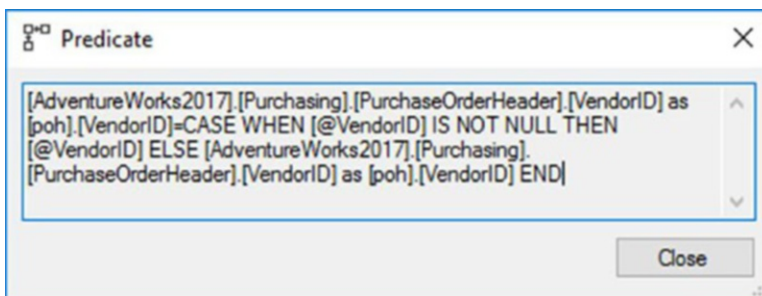 Predicate
[AdventureWorks2017].[Purchasing].[PurchaseOrderHeader].[VendorID] as
[poh].[VendorID]=CASE WHEN [@VendorID] IS NOT NULL THEN
[@VendorID] ELSE [AdventureWorks2017].[Purchasing].
[PurchaseOrderHeader].[VendorID] as [poh].[VendorID] END
Close